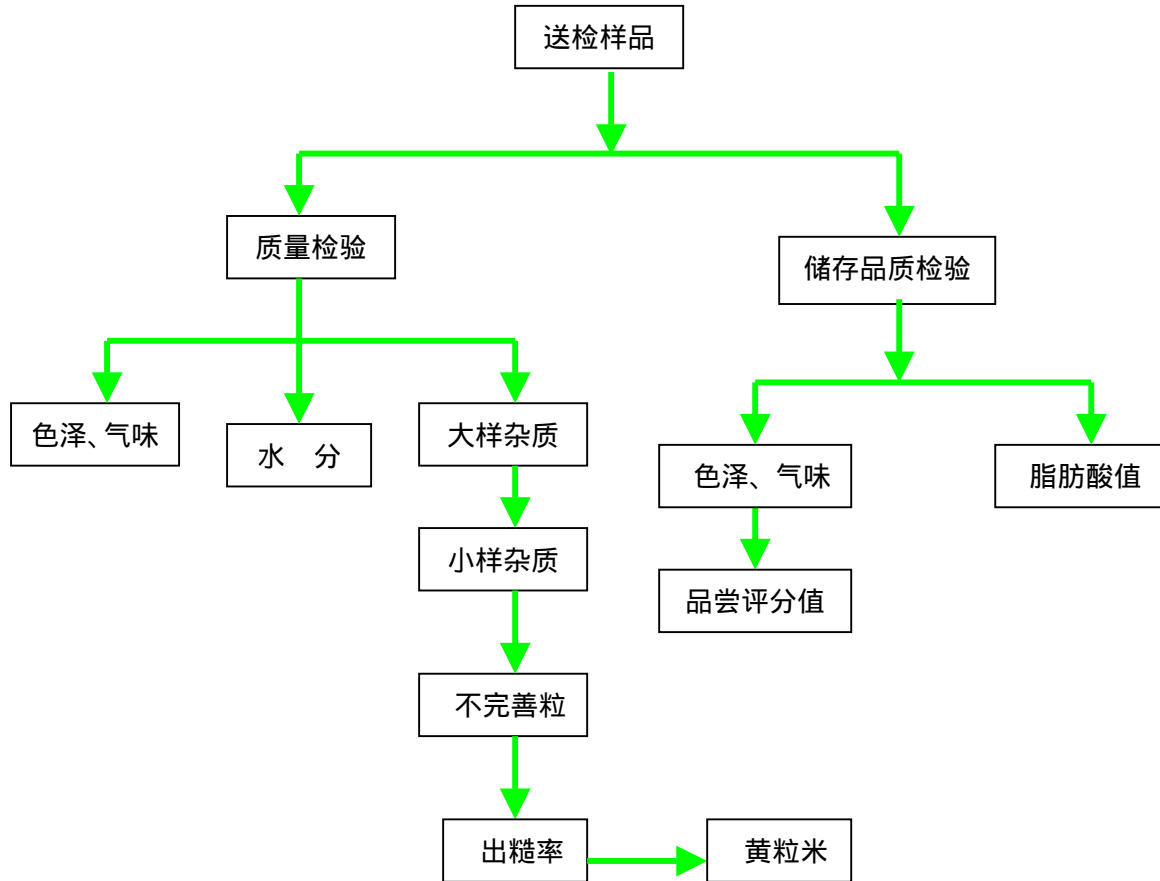 送检样品
质量检验
储存品质检验
色泽、气味
水　分
大样杂质
色泽、气味
脂肪酸值
小样杂质
品尝评分值
不完善粒
出糙率
黄粒米